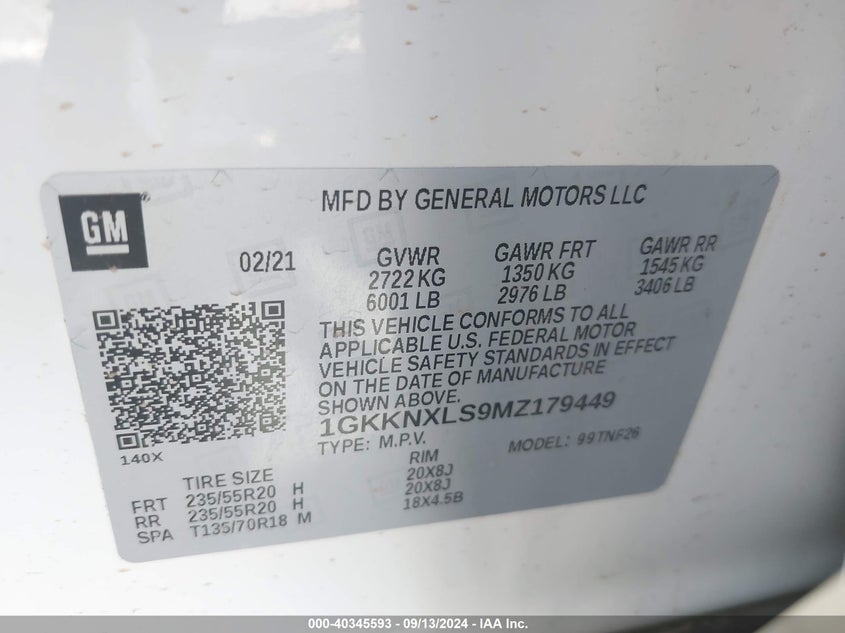 GM
®
MFD BY GENERAL MOTORS LLC
02/21
GVWR
2722 KG
6001 LB
GAWR FRT
1350 KG
2976 LB
GAWR RR
1545 KG
3406 LB
THIS VEHICLE CONFORMS TO ALL
APPLICABLE U.S. FEDERAL MOTOR
VEHICLE SAFETY STANDARDS IN EFFECT
ON THE DATE OF MANUFACTURE
SHOWN ABOVE.
1GKKNXLS9MZ179449
140X
TYPE: M.P.V.
MODEL: 99TNF26
TIRE SIZE
RIM
FRT 235/55R20 H 20X8J
RR 235/55R20 H 20X8J
SPA T135/70R18 M 18X4.5B
000-40345593 - 09/13/2024 - IAA Inc.